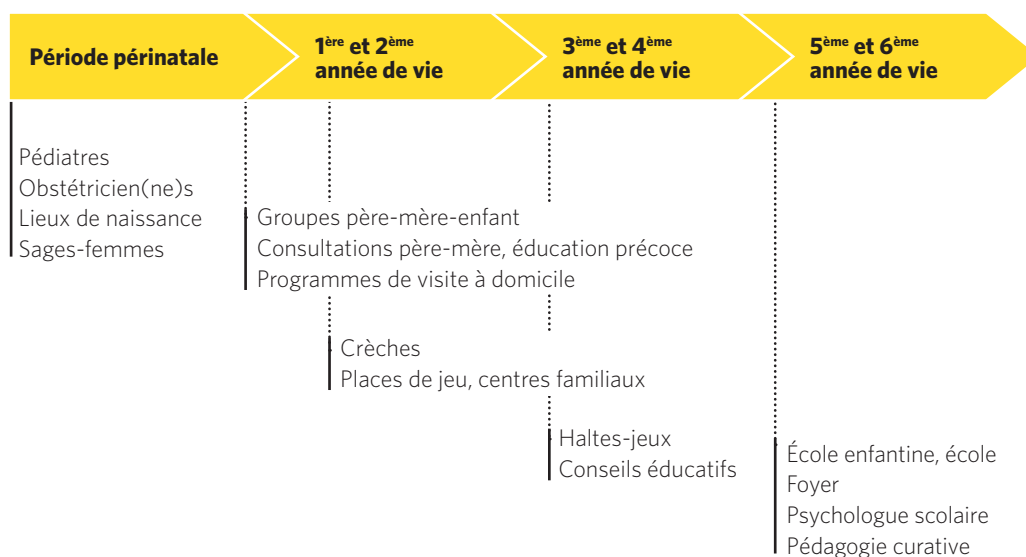 Période périnatale
1ère et 2ème
année de vie
3ème et 4ème
année de vie
5ème et 6ème
année de vie
Pédiatres
Obstétricien(ne)s
Lieux de naissance
Sages-femmes
Groupes père-mère-enfant
Consultations père-mère, éducation précoce
Programmes de visite à domicile
Crèches
Places de jeu, centres familiaux
Haltes-jeux
Conseils éducatifs
École enfantine, école
Foyer
Psychologue scolaire
Pédagogie curative